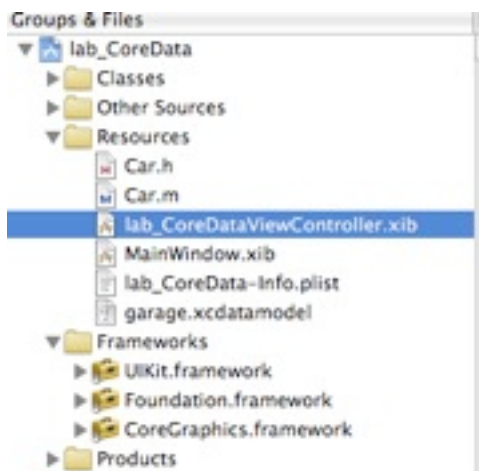 Groups & Files
lab_CoreData
Classes
Other Sources
Resources
Car.h
Car.m
lab_CoreDataViewController.xib
MainWindow.xib
lab_CoreData-Info.plist
garage.xcdatamodel
Frameworks
UIKit.framework
Foundation.framework
CoreGraphics.framework
Products